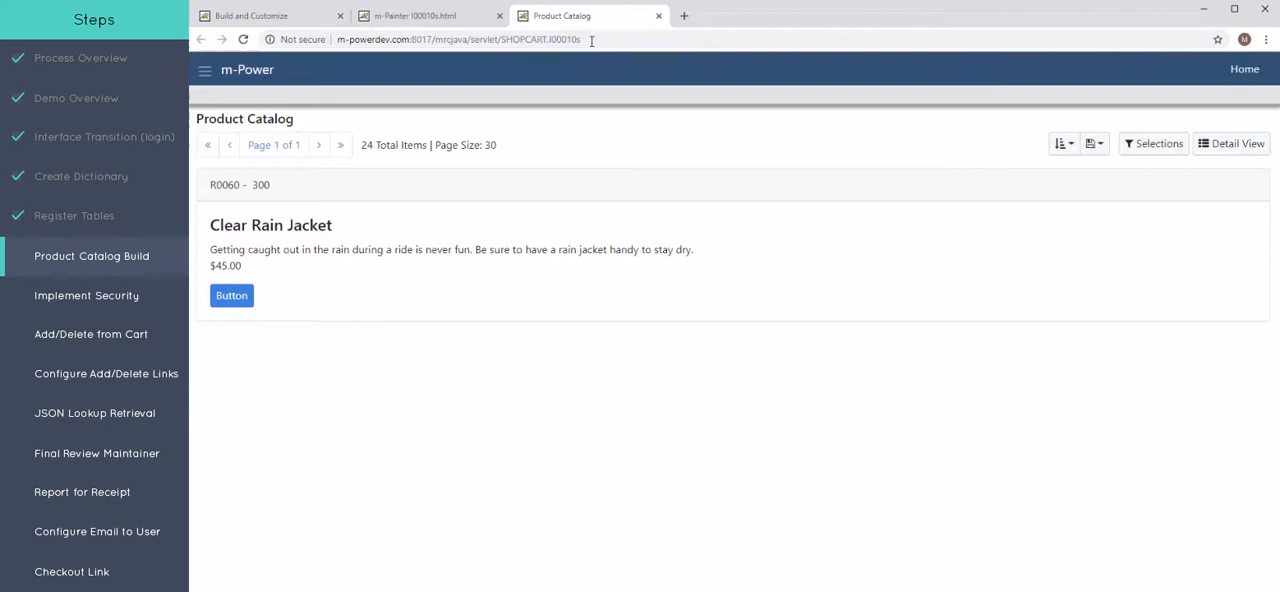 Steps
Process Overview
Demo Overview
Interface Transition (login)
Create Dictionary
Register Tables
Product Catalog Build
Implement Security
Add/Delete from Cart
Configure Add/Delete Links
JSON Lookup Retrieval
Final Review Maintainer
Report for Receipt
Configure Email to User
Checkout Link
Build and Customize
m-Painter (00010s.html
Product Catalog
Not secure | m-powerdev.com:8017/mrcjava/servlet/SHOPCART.I00010s
M
m-Power
Home
Product Catalog
« ‹ Page 1 of 1 › » 24 Total Items | Page Size: 30
Selections
Detail View
R0060 - 300
Clear Rain Jacket
Getting caught out in the rain during a ride is never fun. Be sure to have a rain jacket handy to stay dry.
$45.00
Button